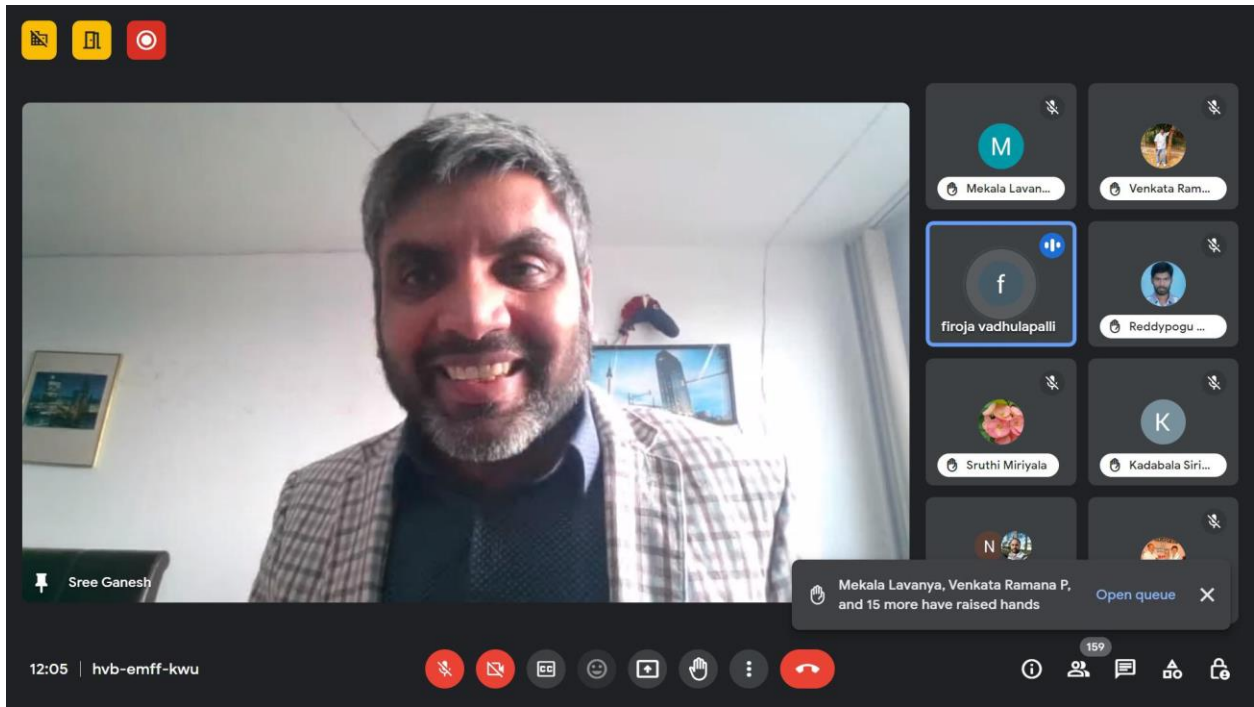 M
Mekala Lavan...
Venkata Ram...
f
firoja vadhulapalli
Reddypogu ...
Sruthi Miriyala
K
Kadabala Siri...
N
Sree Ganesh
Mekala Lavanya, Venkata Ramana P,
and 15 more have raised hands
Open queue
159
12:05 | hvb-emff-kwu
CC